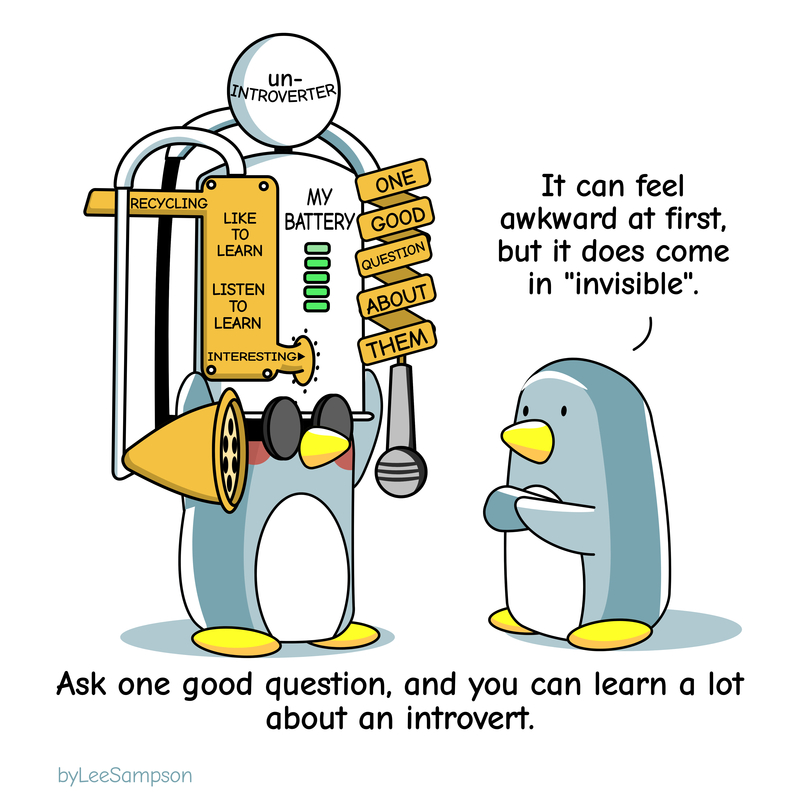 un-
INTROVERTER
RECYCLING
LIKE
TO
LEARN
LISTEN
TO
LEARN
INTERESTING
MY
BATTERY
ONE
GOOD
QUESTION
ABOUT
THEM
It can feel
awkward at first,
but it does come
in "invisible".
Ask one good question, and you can learn a lot
about an introvert.
byLeeSampson